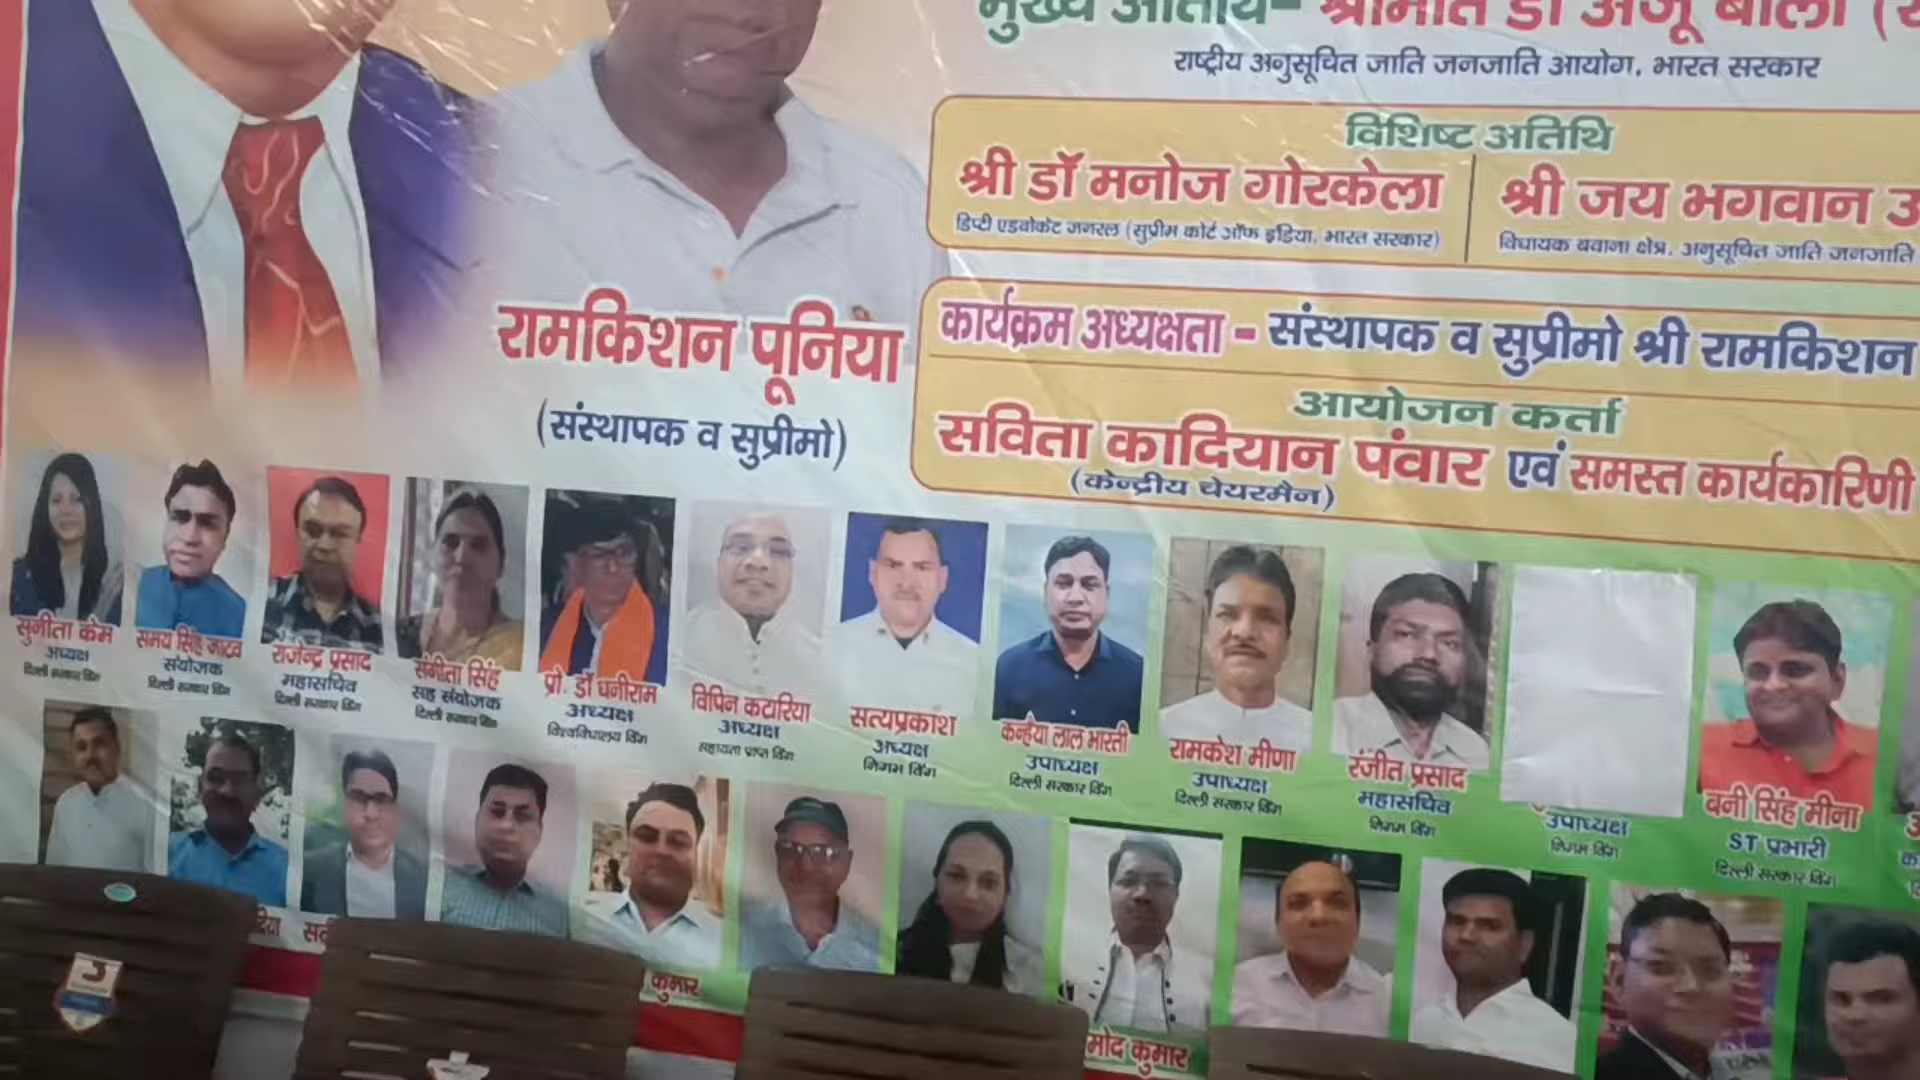 मुख्य अतिथि- श्रीमति डॉ अंजू बाला
राष्ट्रीय अनुसूचित जाति जनजाति आयोग, भारत सरकार
विशिष्ट अतिथि
श्री डॉ मनोज गोरकेला
डिप्टी एडवोकेट जनरल (सुप्रीम कोर्ट ऑफ इंडिया, भारत सरकार)
श्री जय भगवान
विधायक बवाना क्षेत्र, अनुसूचित जाति जनजाति
कार्यक्रम अध्यक्षता - संस्थापक व सुप्रीमो श्री रामकिशन
आयोजन कर्ता
सविता कादियान पंवार एवं समस्त कार्यकारिणी
(केन्द्रीय चेयरमैन)
रामकिशन पूनिया
(संस्थापक व सुप्रीमो)
सुनीता केम
अध्यक्ष
दिल्ली सरकार विंग
समय सिंह जाटव
संयोजक
दिल्ली सरकार विंग
राजेन्द्र प्रसाद
महासचिव
दिल्ली सरकार विंग
संगीता सिंह
सह संयोजक
दिल्ली सरकार विंग
प्रो. डॉ धनीराम
अध्यक्ष
विश्वविधालय विंग
विपिन कटारिया
अध्यक्ष
सहायता प्राप्त विंग
सत्यप्रकाश
अध्यक्ष
निगम विंग
कन्हैया लाल भारती
उपाध्यक्ष
दिल्ली सरकार विंग
रामकेश मीणा
उपाध्यक्ष
दिल्ली सरकार विंग
रंजीत प्रसाद
महासचिव
निगम विंग
उपाध्यक्ष
निगम विंग
बनी सिंह मीना
ST प्रभारी
दिल्ली सरकार विंग
कुमार
मोद कुमार